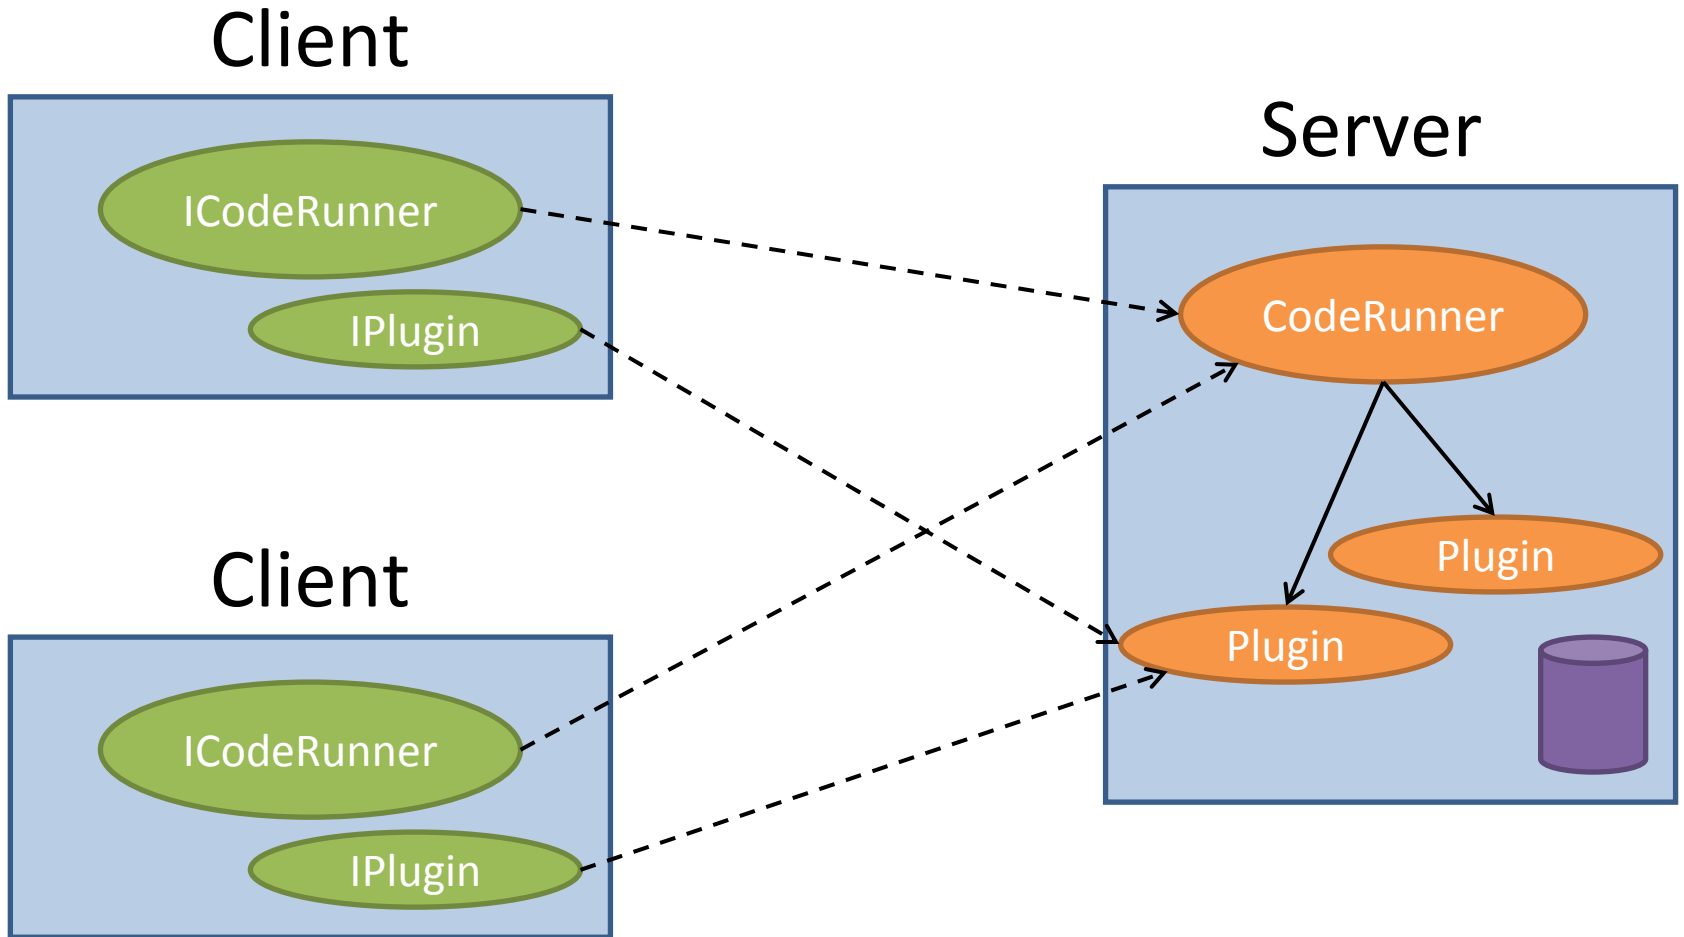 Client
ICodeRunner
IPlugin
Server
CodeRunner
Plugin
Plugin
Client
ICodeRunner
IPlugin